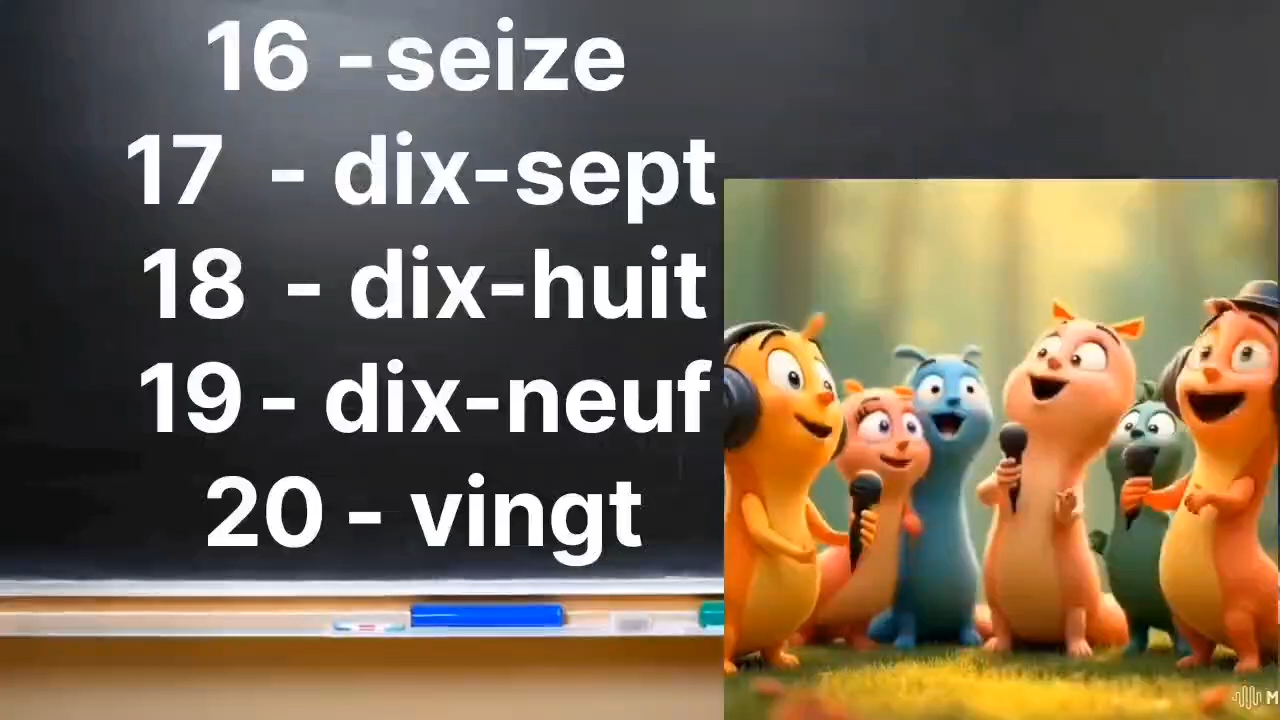 16 - seize
17 - dix-sept
18 - dix-huit
19 - dix-neuf
20 - vingt
M